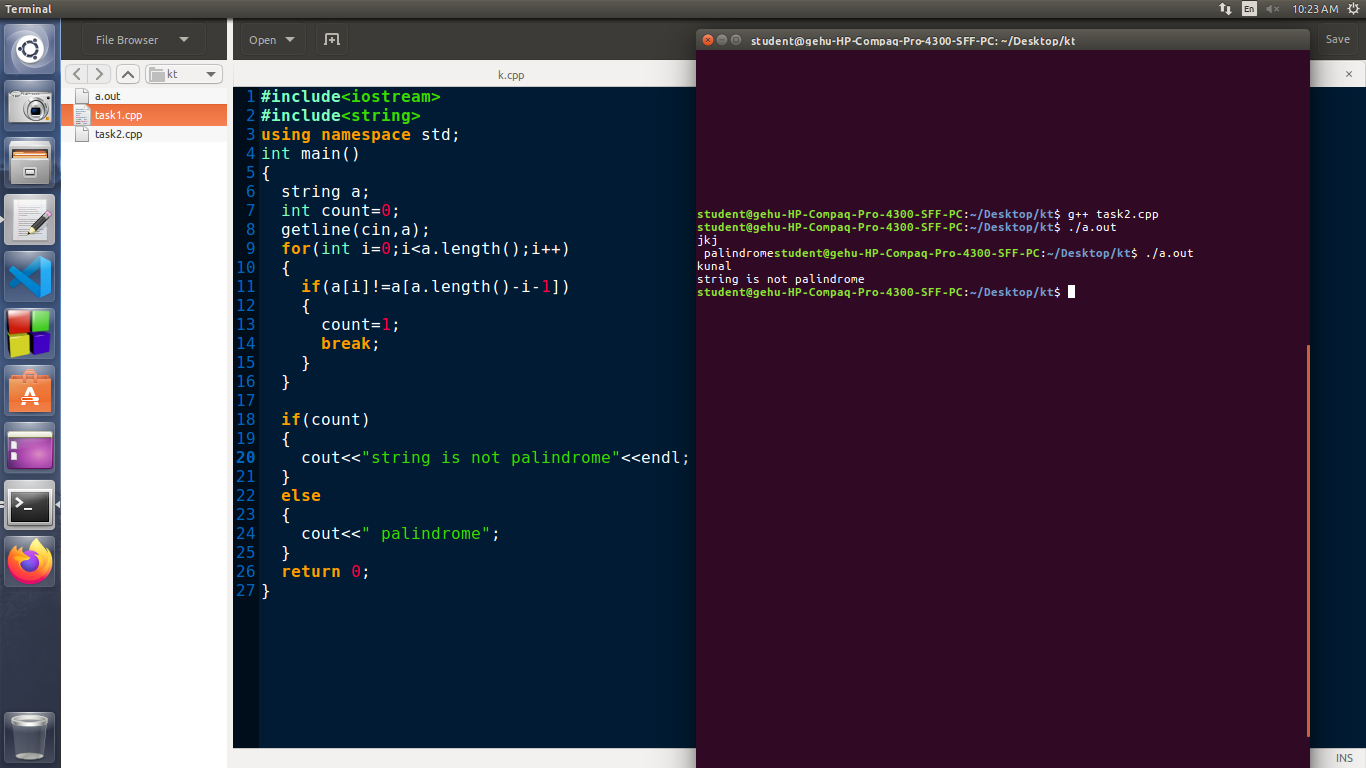 Terminal
En
10:23 AM
File Browser
Open
student@gehu-HP-Compaq-Pro-4300-SFF-PC: ~/Desktop/kt
Save
kt
k.cpp
a.out
task1.cpp
task2.cpp
1 #include<iostream>
2 #include<string>
3 using namespace std;
4 int main()
5 {
6   string a;
7   int count=0;
8   getline(cin,a);
9   for(int i=0;i<a.length();i++)
10   {
11     if(a[i]!=a[a.length()-i-1])
12     {
13       count=1;
14       break;
15     }
16   }
17
18   if(count)
19   {
20     cout<<"string is not palindrome"<<endl;
21   }
22   else
23   {
24     cout<<" palindrome";
25   }
26   return 0;
27 }
student@gehu-HP-Compaq-Pro-4300-SFF-PC:~/Desktop/kt$ g++ task2.cpp
student@gehu-HP-Compaq-Pro-4300-SFF-PC:~/Desktop/kt$ ./a.out
jkj
 palindromestudent@gehu-HP-Compaq-Pro-4300-SFF-PC:~/Desktop/kt$ ./a.out
kunal
string is not palindrome
student@gehu-HP-Compaq-Pro-4300-SFF-PC:~/Desktop/kt$
INS